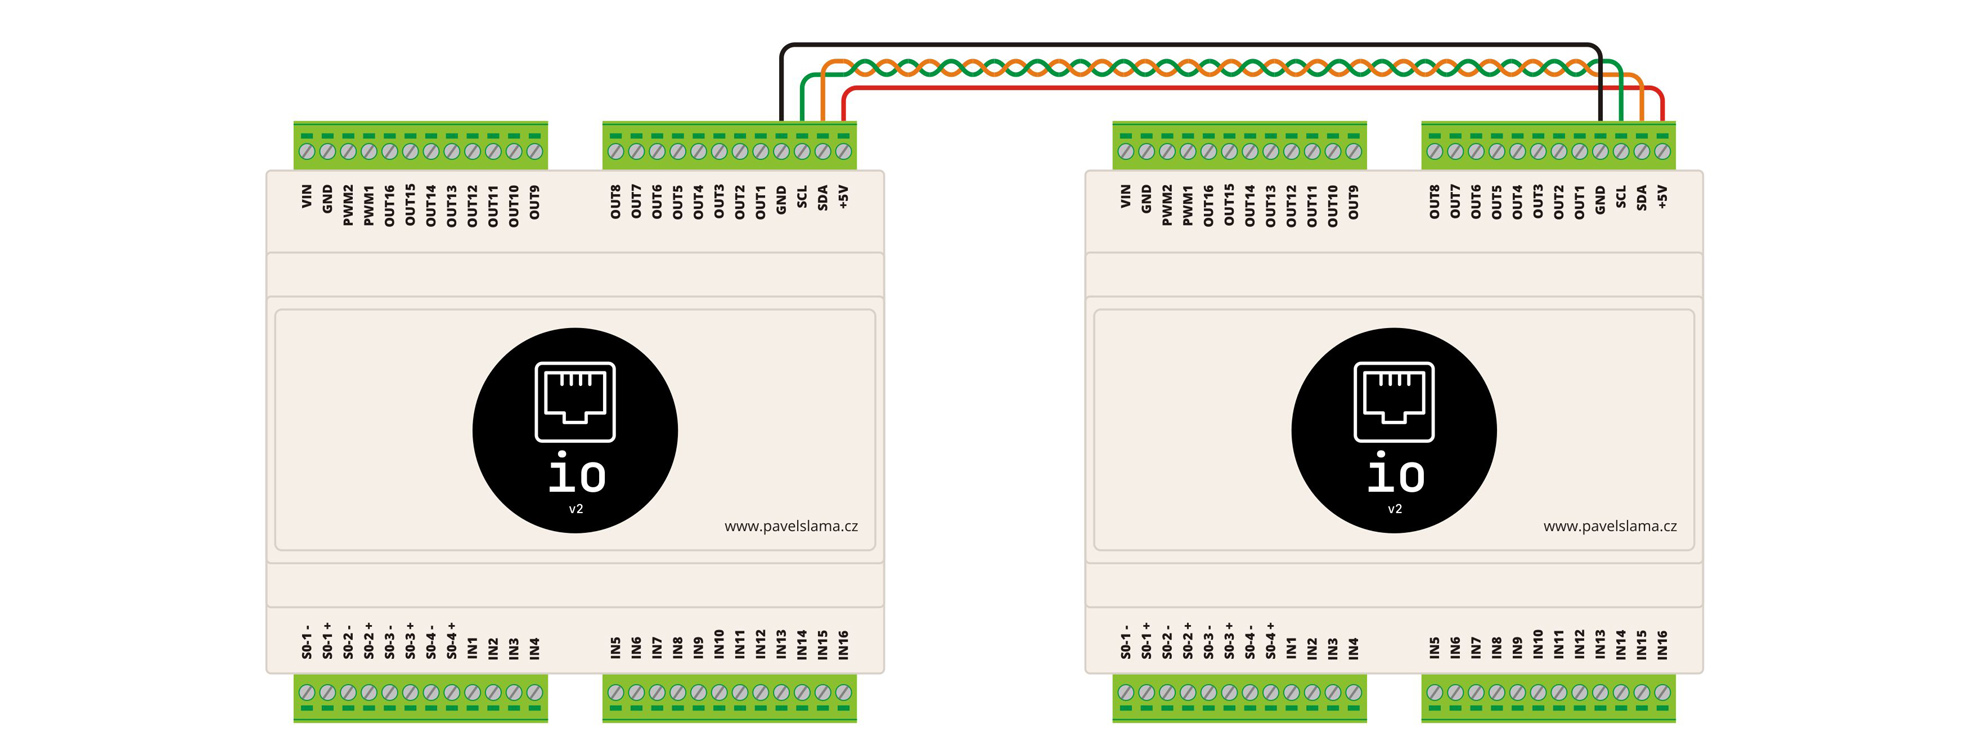 VIN GND PWM2 PWM1 OUT16 OUT15 OUT14 OUT13 OUT12 OUT11 OUT10 OUT9
OUT8 OUT7 OUT6 OUT5 OUT4 OUT3 OUT2 OUT1 GND SCL SDA +5V
io
v2
www.pavelslama.cz
S0-1 - S0-1 + S0-2 - S0-2 + S0-3 - S0-3 + S0-4 - S0-4 + IN1 IN2 IN3 IN4
IN5 IN6 IN7 IN8 IN9 IN10 IN11 IN12 IN13 IN14 IN15 IN16
VIN GND PWM2 PWM1 OUT16 OUT15 OUT14 OUT13 OUT12 OUT11 OUT10 OUT9
OUT8 OUT7 OUT6 OUT5 OUT4 OUT3 OUT2 OUT1 GND SCL SDA +5V
io
v2
www.pavelslama.cz
S0-1 - S0-1 + S0-2 - S0-2 + S0-3 - S0-3 + S0-4 - S0-4 + IN1 IN2 IN3 IN4
IN5 IN6 IN7 IN8 IN9 IN10 IN11 IN12 IN13 IN14 IN15 IN16